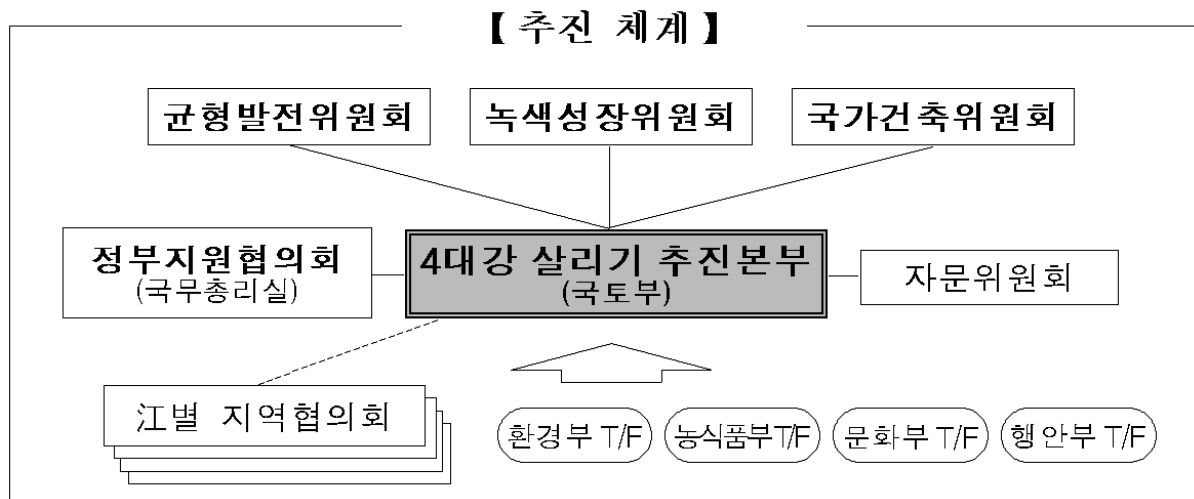 【 추진 체계 】
균형발전위원회
녹색성장위원회
국가건축위원회
정부지원협의회
(국무총리실)
4대강 살리기 추진본부
(국토부)
자문위원회
江별 지역협의회
환경부 T/F
농식품부T/F
문화부 T/F
행안부 T/F